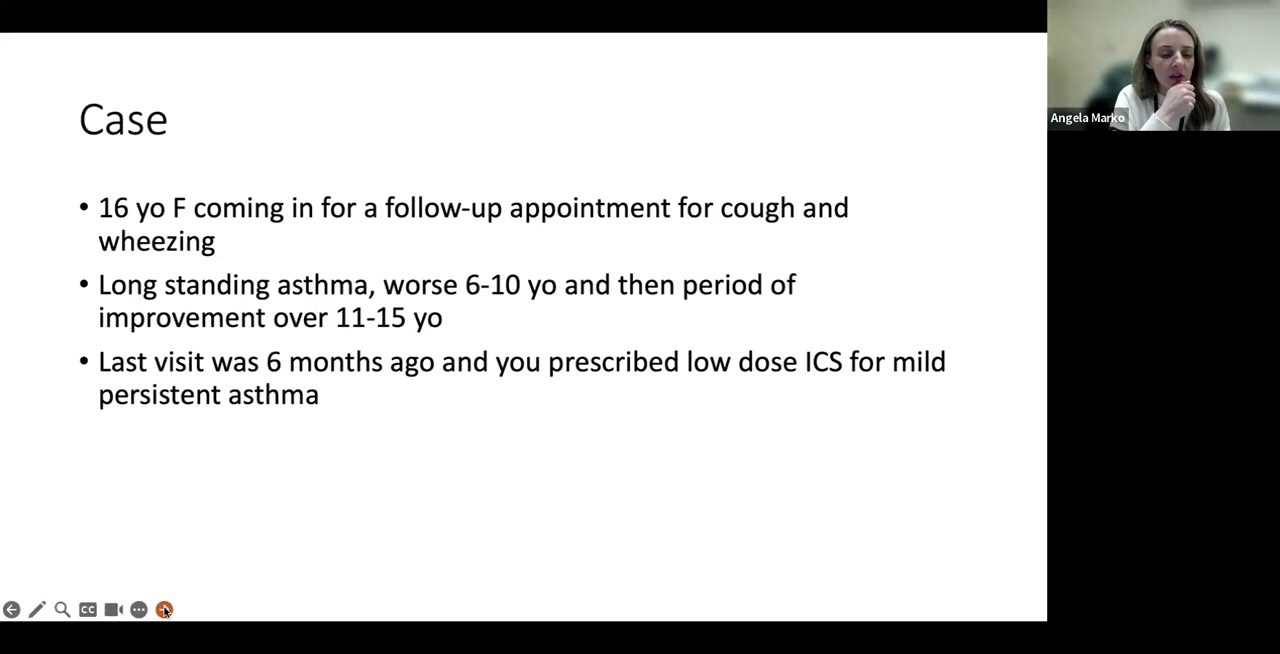 Case
• 16 yo F coming in for a follow-up appointment for cough and
wheezing
• Long standing asthma, worse 6-10 yo and then period of
improvement over 11-15 yo
• Last visit was 6 months ago and you prescribed low dose ICS for mild
persistent asthma
Angela Marko
CC